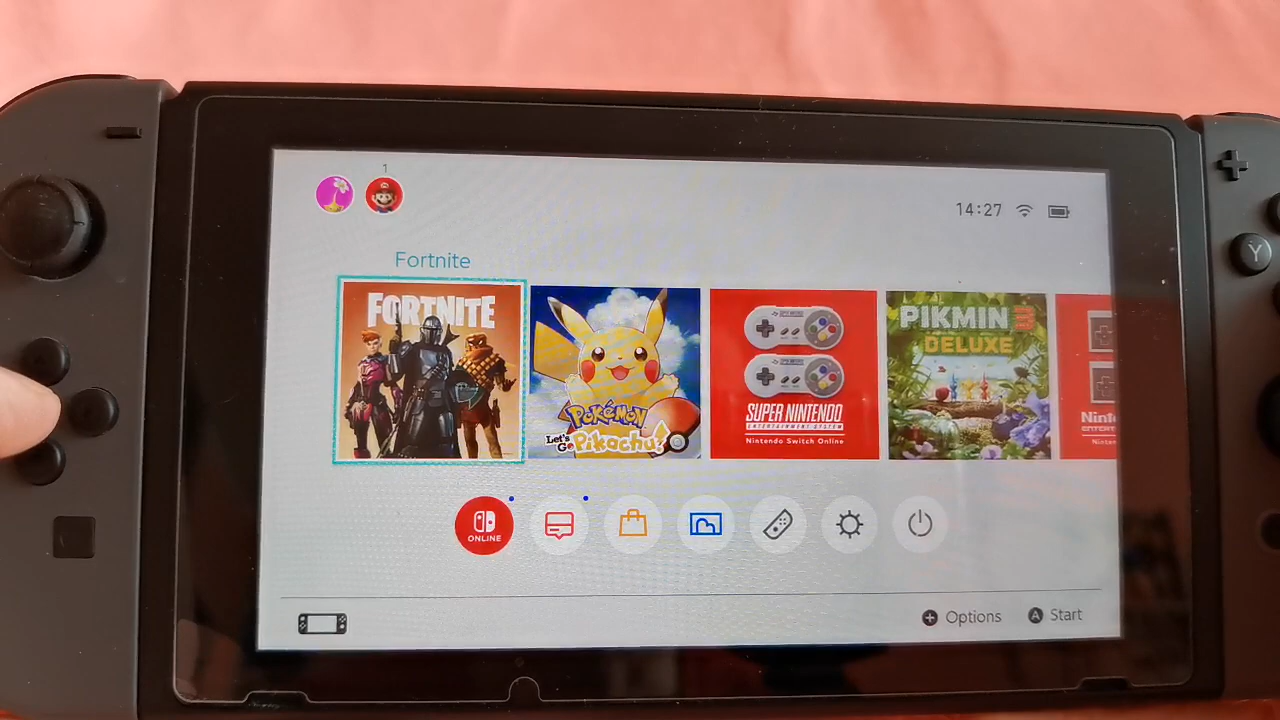 1
14:27
Fortnite
FORTNITE
POKéMON
Let's Go Pikachu!
SUPER NINTENDO
ENTERTAINMENT SYSTEM
Nintendo Switch Online
PIKMIN 3
DELUXE
ONLINE
+ Options
A Start
Y